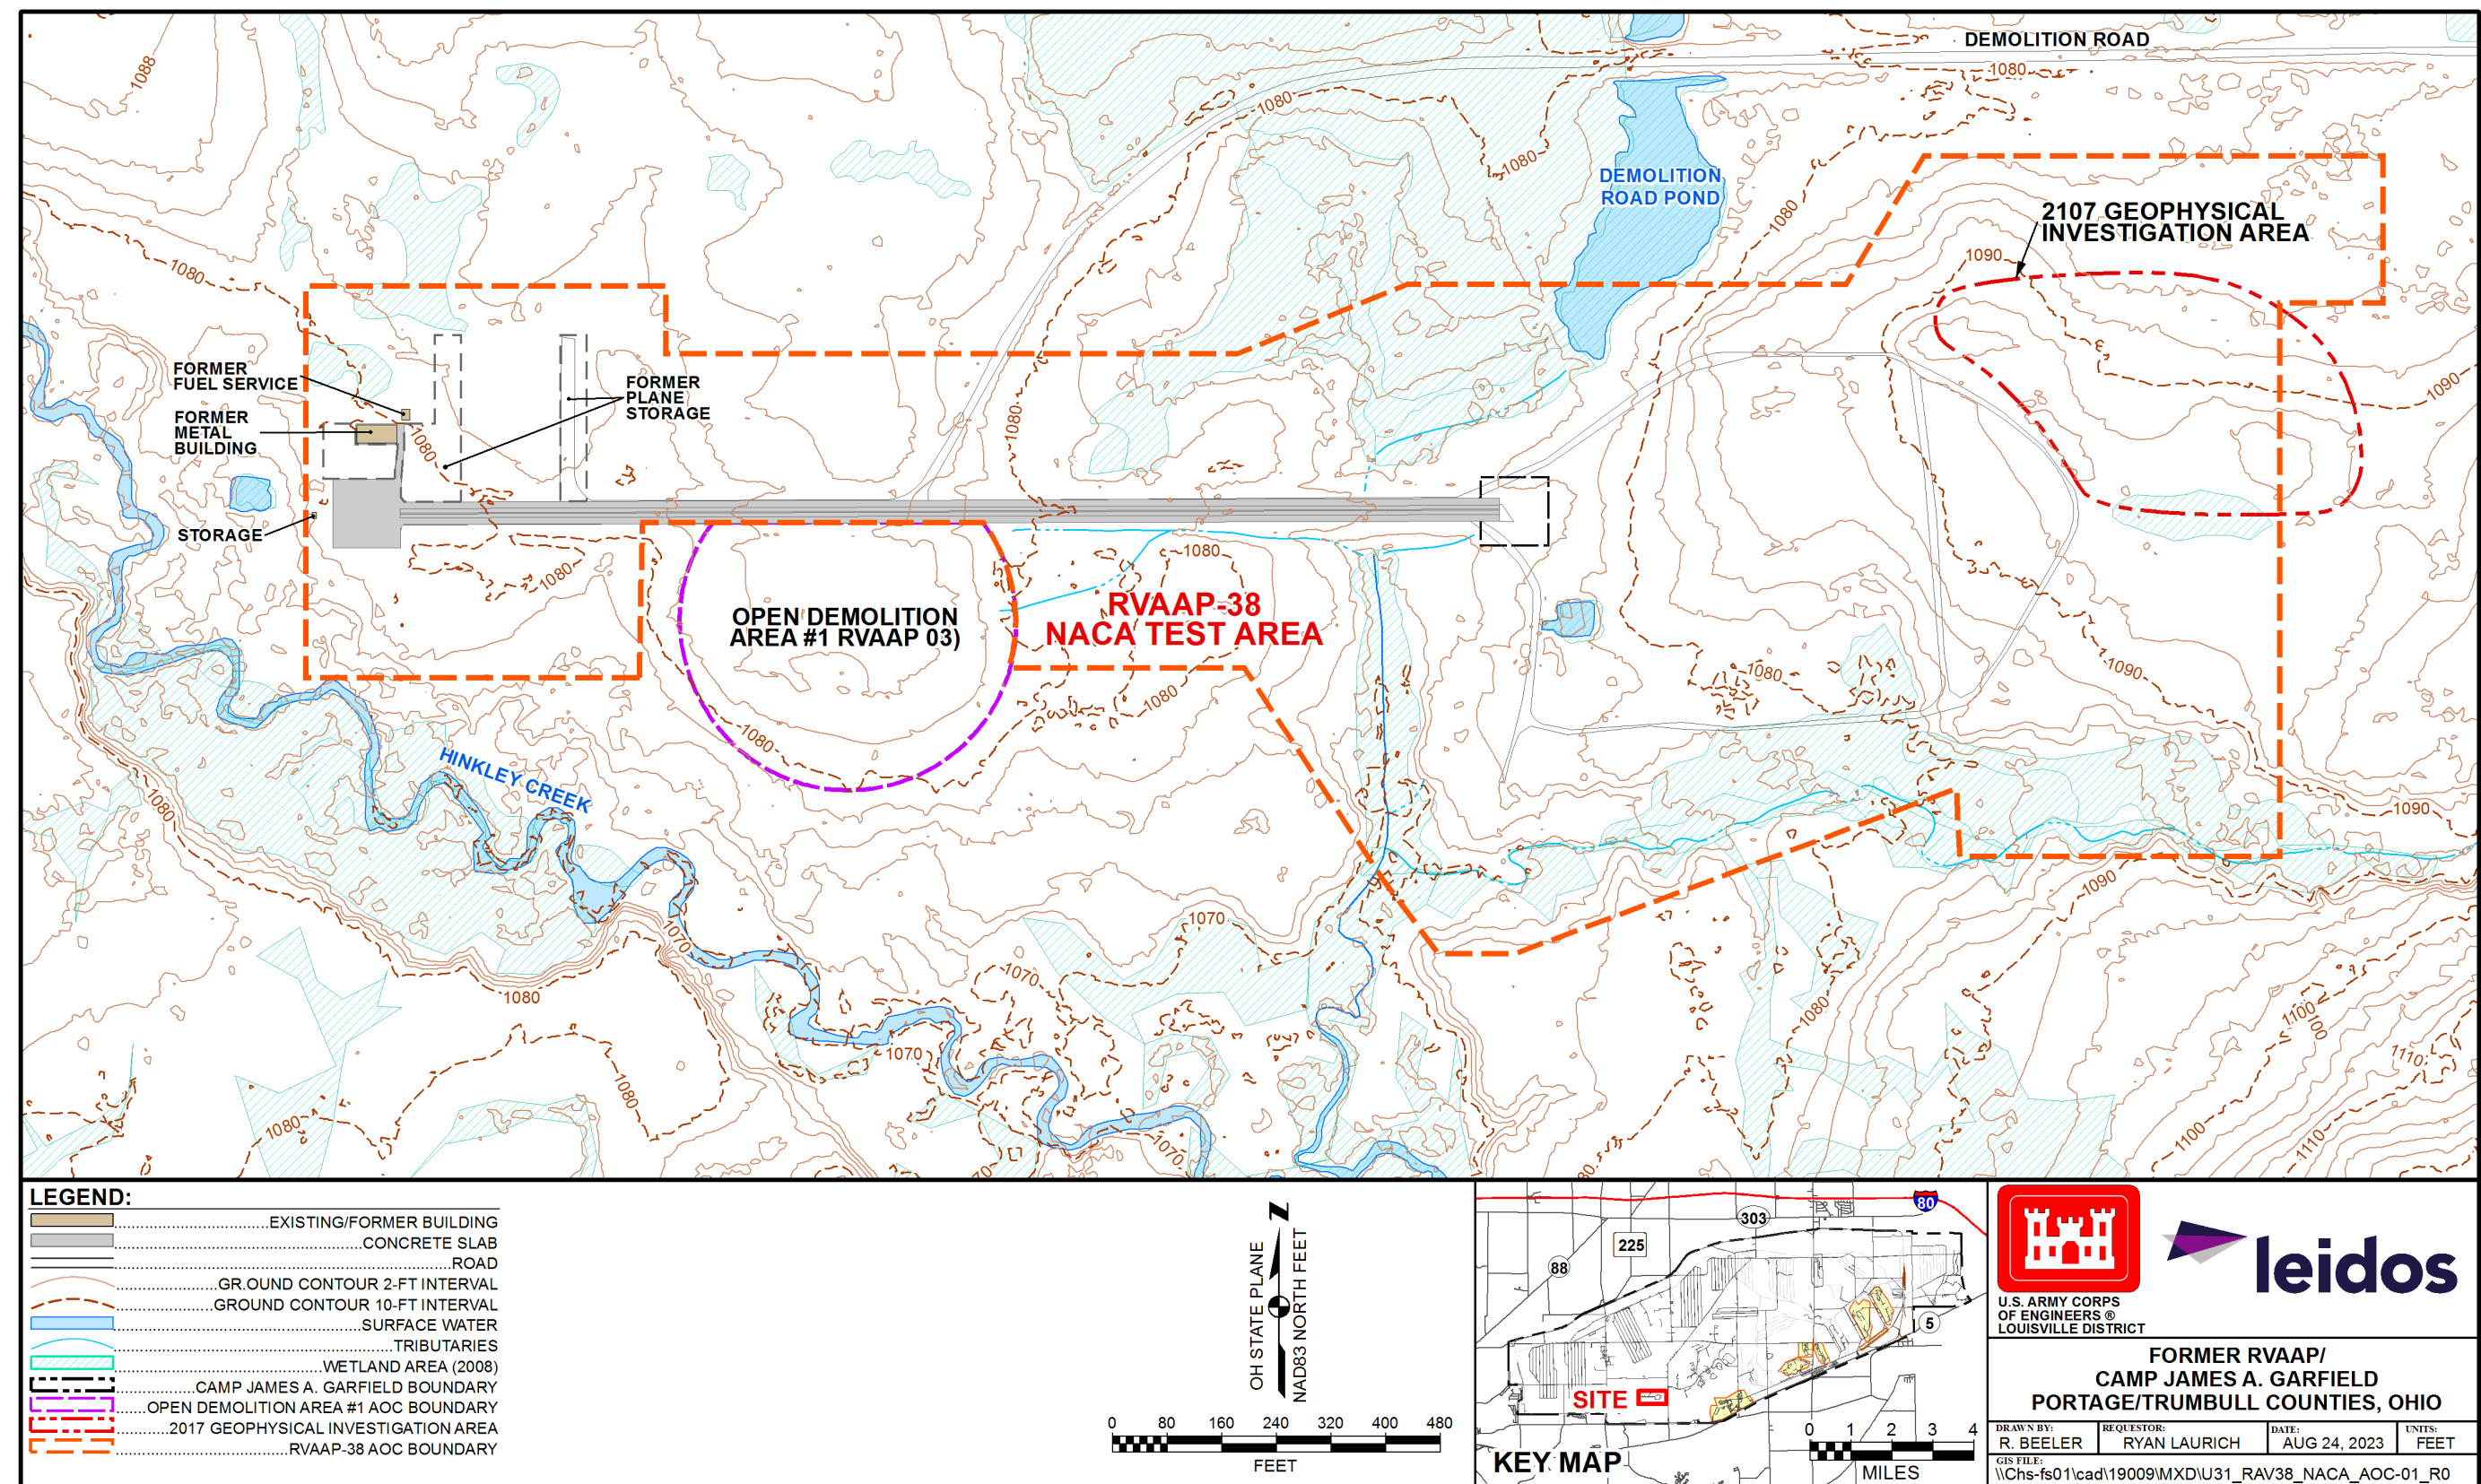 DEMOLITION ROAD
1088
1080
1080
1080
DEMOLITION
ROAD POND
1080
2107 GEOPHYSICAL
INVESTIGATION AREA
1090
1080
FORMER
FUEL SERVICE
FORMER
PLANE
STORAGE
1090
FORMER
METAL
BUILDING
1080
1080
STORAGE
1080
1080
OPEN DEMOLITION
AREA #1 RVAAP 03)
RVAAP-38
NACA TEST AREA
1080
1090
1080
1080
HINKLEY CREEK
1080
1090
1090
1070
1070
1080
1070
1080
1100
100
1070
1110
1080
1080
1100
1110
1070
70
80
1
LEGEND:
EXISTING/FORMER BUILDING
CONCRETE SLAB
ROAD
GR.OUND CONTOUR 2-FT INTERVAL
GROUND CONTOUR 10-FT INTERVAL
SURFACE WATER
TRIBUTARIES
WETLAND AREA (2008)
CAMP JAMES A. GARFIELD BOUNDARY
OPEN DEMOLITION AREA #1 AOC BOUNDARY
2017 GEOPHYSICAL INVESTIGATION AREA
RVAAP-38 AOC BOUNDARY
OH STATE PLANE
NAD83 NORTH FEET
Z
0 80 160 240 320 400 480
FEET
80
303
225
88
5
SITE
KEY MAP
0 1 2 3 4
MILES
U.S. ARMY CORPS
OF ENGINEERS ®
LOUISVILLE DISTRICT
leidos
FORMER RVAAP/
CAMP JAMES A. GARFIELD
PORTAGE/TRUMBULL COUNTIES, OHIO
DRAWN BY:
R. BEELER
REQUESTOR:
RYAN LAURICH
DATE:
AUG 24, 2023
UNITS:
FEET
GIS FILE:
\\Chs-fs01\cad\19009\MXD\U31_RAV38_NACA_AOC-01_R0